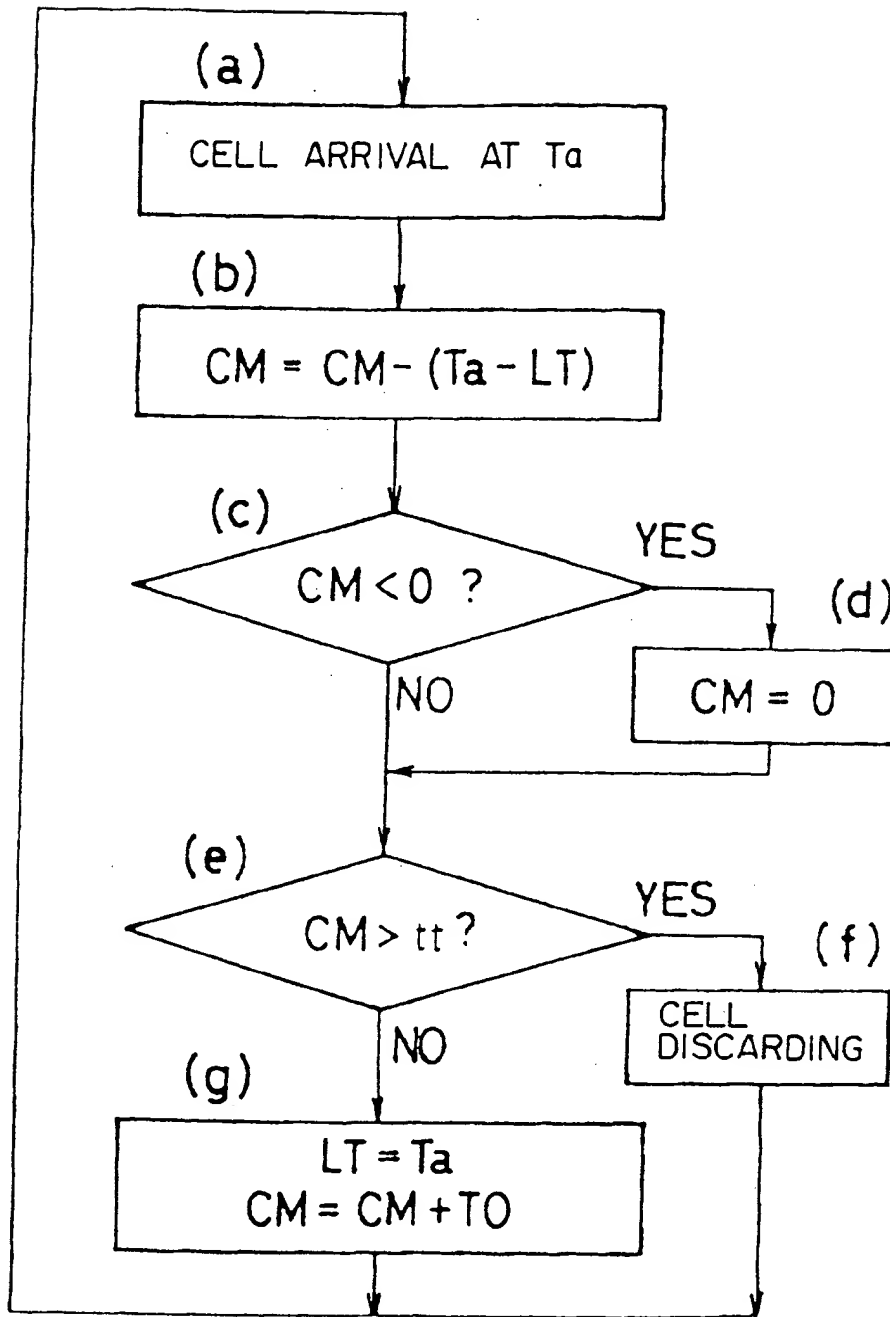 (a)
CELL ARRIVAL AT Ta
(b)
CM = CM - (Ta - LT)
(c)
CM < 0 ?
YES
(d)
CM = 0
NO
(e)
CM > tt ?
YES
(f)
CELL
DISCARDING
NO
(g)
LT = Ta
CM = CM + TO